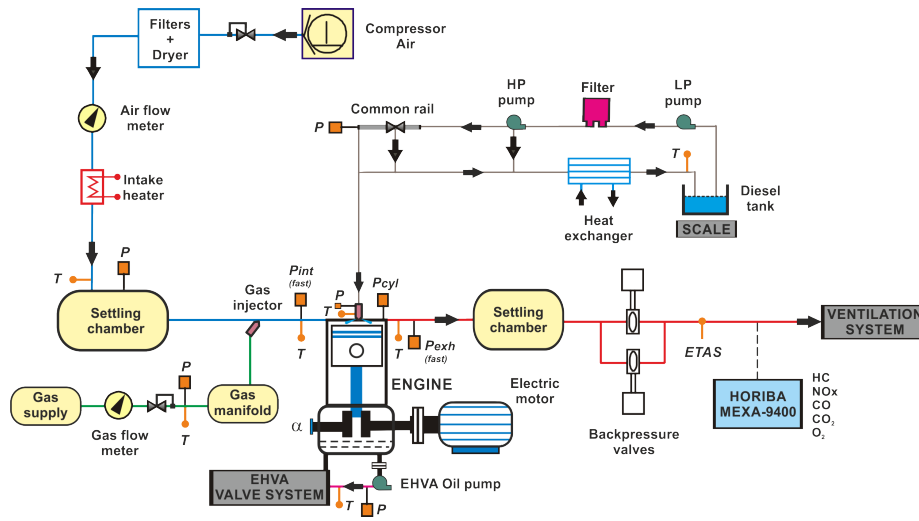 Filters
+
Dryer
Compressor
Air
Air flow
meter
Intake
heater
T
P
Settling
chamber
Gas
injector
Gas
supply
Gas flow
meter
P
T
Gas
manifold
P
Common rail
HP
pump
Filter
LP
pump
T
Heat
exchanger
Diesel
tank
SCALE
Pint
(fast)
T
P
T
Pcyl
T
Pexh
(fast)
Settling
chamber
ENGINE
α
Electric
motor
EHVA
VALVE SYSTEM
EHVA Oil pump
T
P
Backpressure
valves
ETAS
VENTILATION
SYSTEM
HORIBA
MEXA-9400
HC
NOx
CO
CO₂
O₂